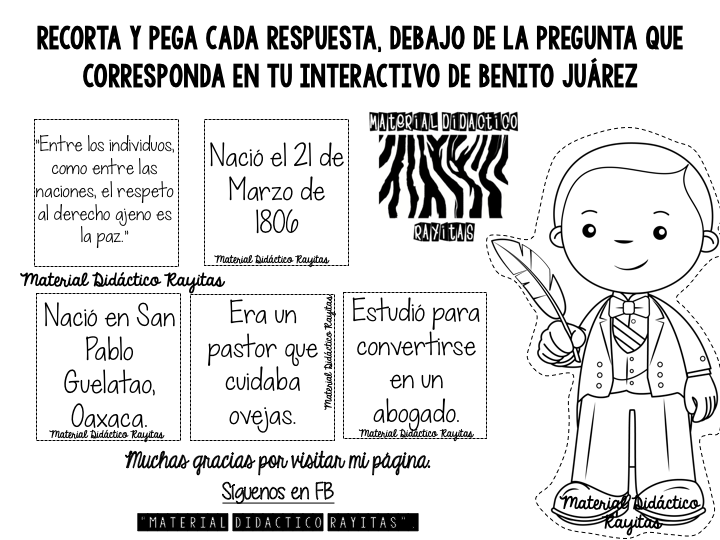 RECORTA Y PEGA CADA RESPUESTA, DEBAJO DE LA PREGUNTA QUE
CORRESPONDA EN TU INTERACTIVO DE BENITO JUÁREZ
"Entre los individuos,
como entre las
naciones, el respeto
al derecho ajeno es
la paz."
Nació el 21 de
Marzo de
1806
Material Didáctico Rayitas
MATERIAL DIDACTICO
RAYITAS
Material Didáctico Rayitas
Nació en San
Pablo
Guelatao,
Oaxaca.
Material Didáctico Rayitas
Era un
pastor que
cuidaba
ovejas.
Material Didáctico Rayitas
Estudió para
convertirse
en un
abogado.
Material Didáctico Rayitas
Muchas gracias por visitar mi página.
Síguenos en FB
"MATERIAL DIDACTICO RAYITAS".
Material Didáctico
Rayitas